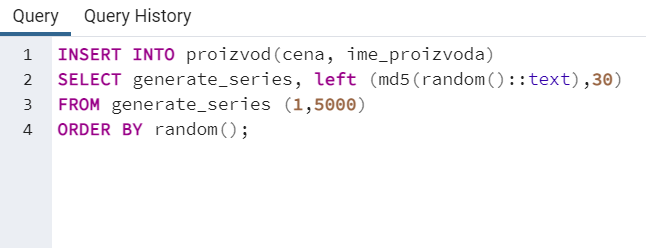 Query Query History
1 INSERT INTO proizvod(cena, ime_proizvoda)
2 SELECT generate_series, left (md5(random()::text),30)
3 FROM generate_series (1,5000)
4 ORDER BY random();